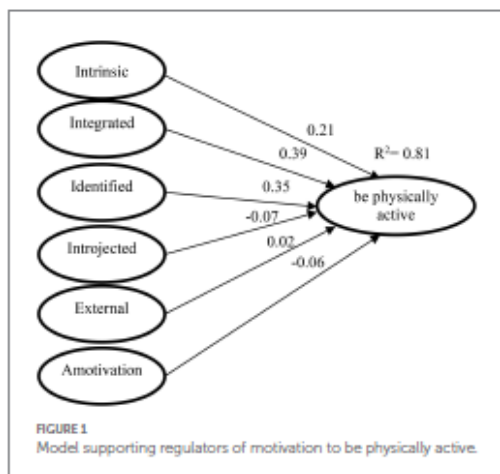 Intrinsic
Integrated
Identified
Introjected
External
Amotivation
0.21
0.39
0.35
-0.07
0.02
-0.06
R²= 0.81
be physically
active
FIGURE 1
Model supporting regulators of motivation to be physically active.